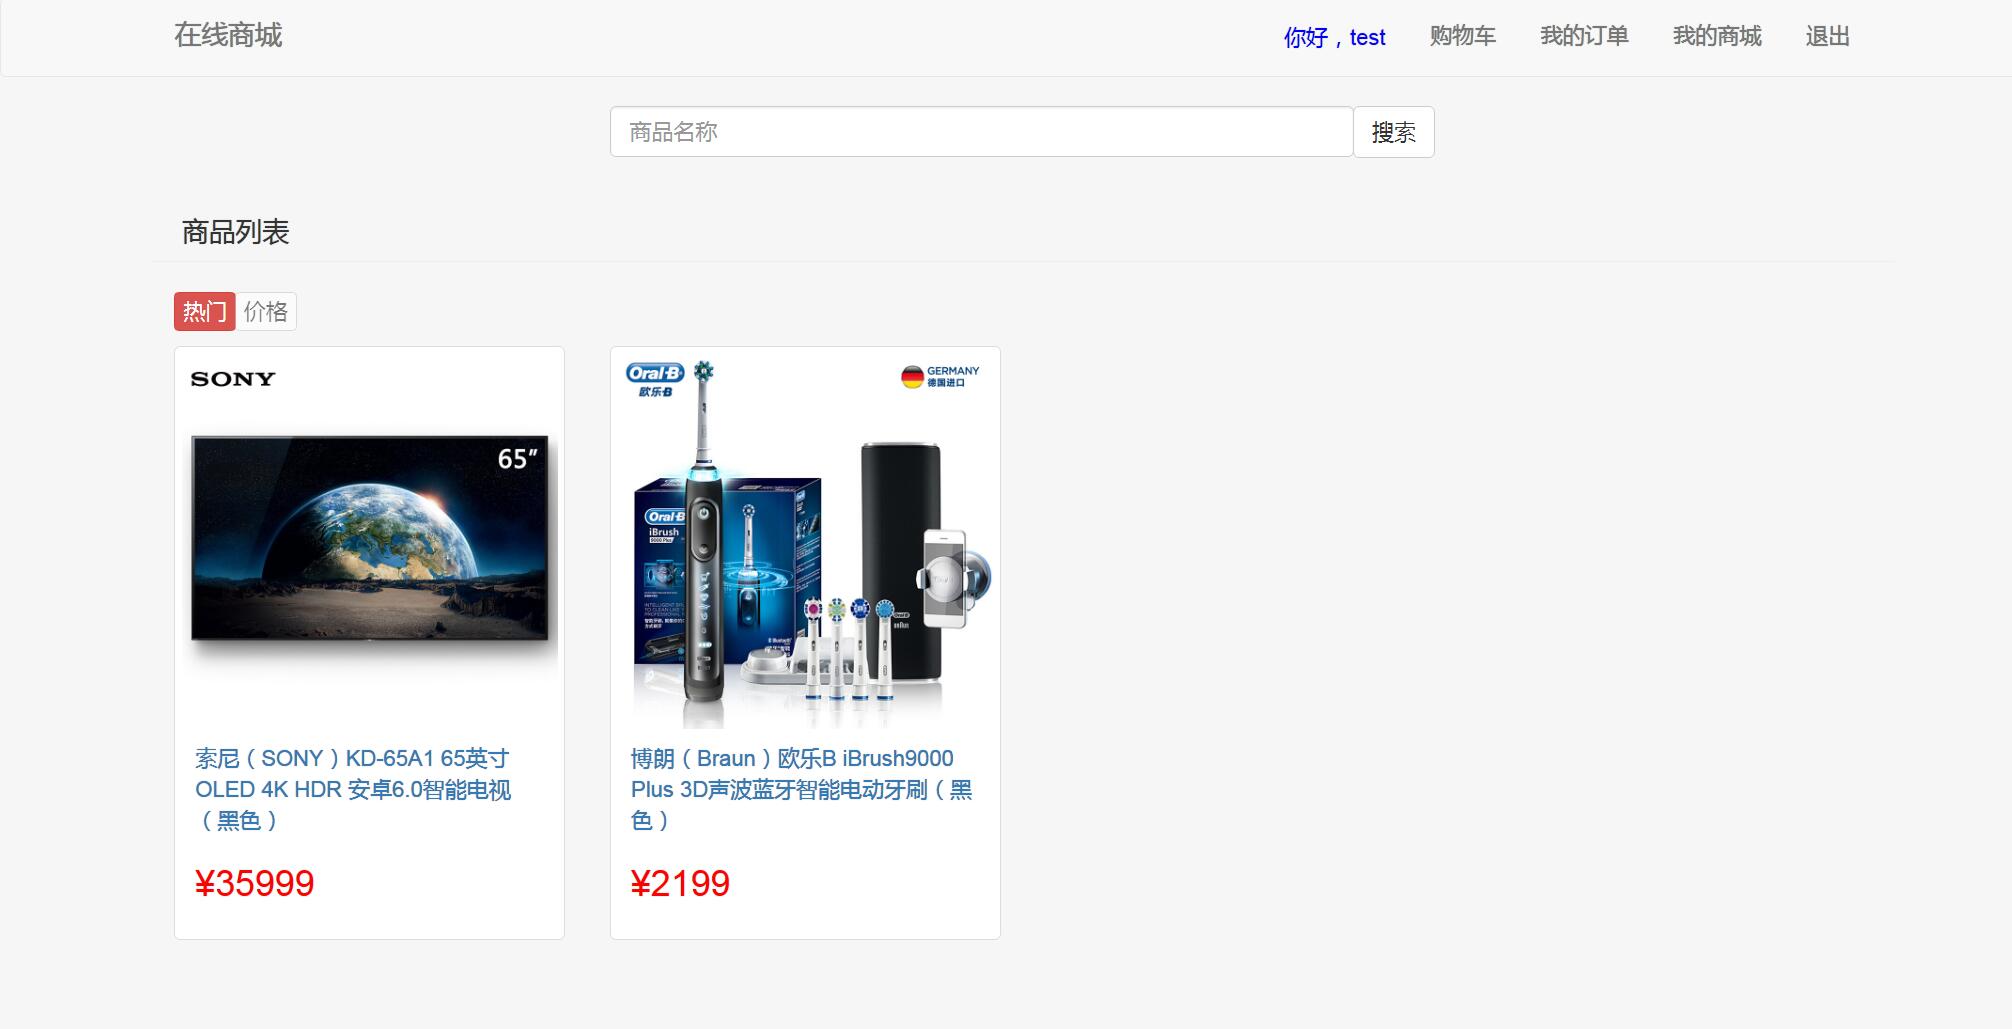 在线商城
你好，test 购物车 我的订单 我的商城 退出
商品名称 搜索
商品列表
热门 价格
SONY
65”
索尼（SONY）KD-65A1 65英寸
OLED 4K HDR 安卓6.0智能电视
（黑色）
¥35999
Oral-B
欧乐B
GERMANY
德国进口
Oral-B
iBrush
9000 Plus
博朗（Braun）欧乐B iBrush9000
Plus 3D声波蓝牙智能电动牙刷（黑
色）
¥2199